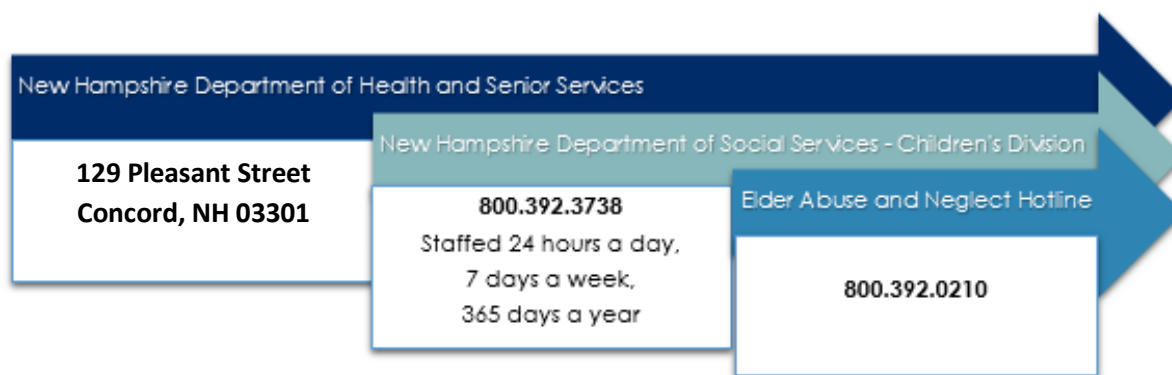 New Hampshire Department of Health and Senior Services
129 Pleasant Street
Concord, NH 03301
New Hampshire Department of Social Services - Children's Division
800.392.3738
Staffed 24 hours a day,
7 days a week,
365 days a year
Elder Abuse and Neglect Hotline
800.392.0210